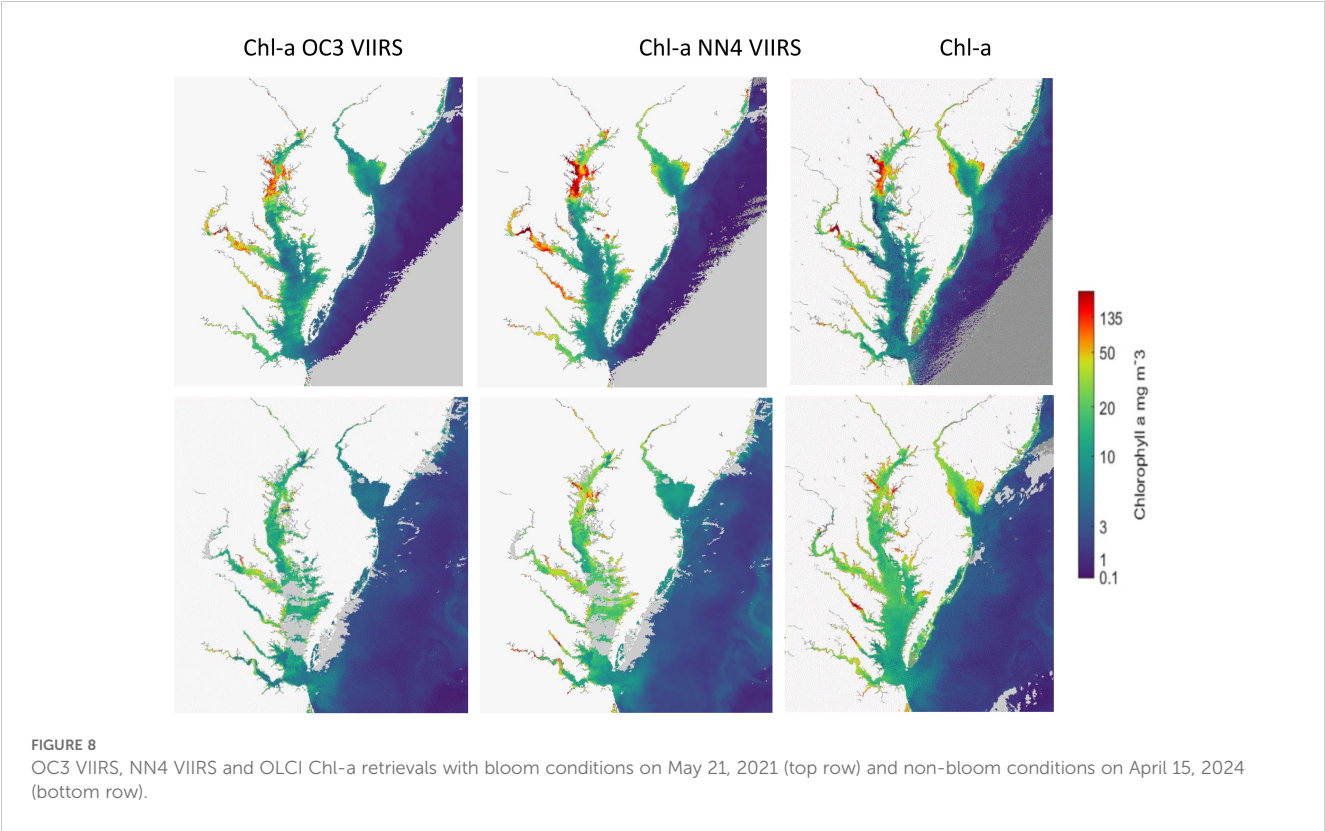 Chl-a OC3 VIIRS
Chl-a NN4 VIIRS
Chl-a
135
50
20
10
3
1
0.1
Chlorophyll a mg m^-3
FIGURE 8
OC3 VIIRS, NN4 VIIRS and OLCI Chl-a retrievals with bloom conditions on May 21, 2021 (top row) and non-bloom conditions on April 15, 2024
(bottom row).